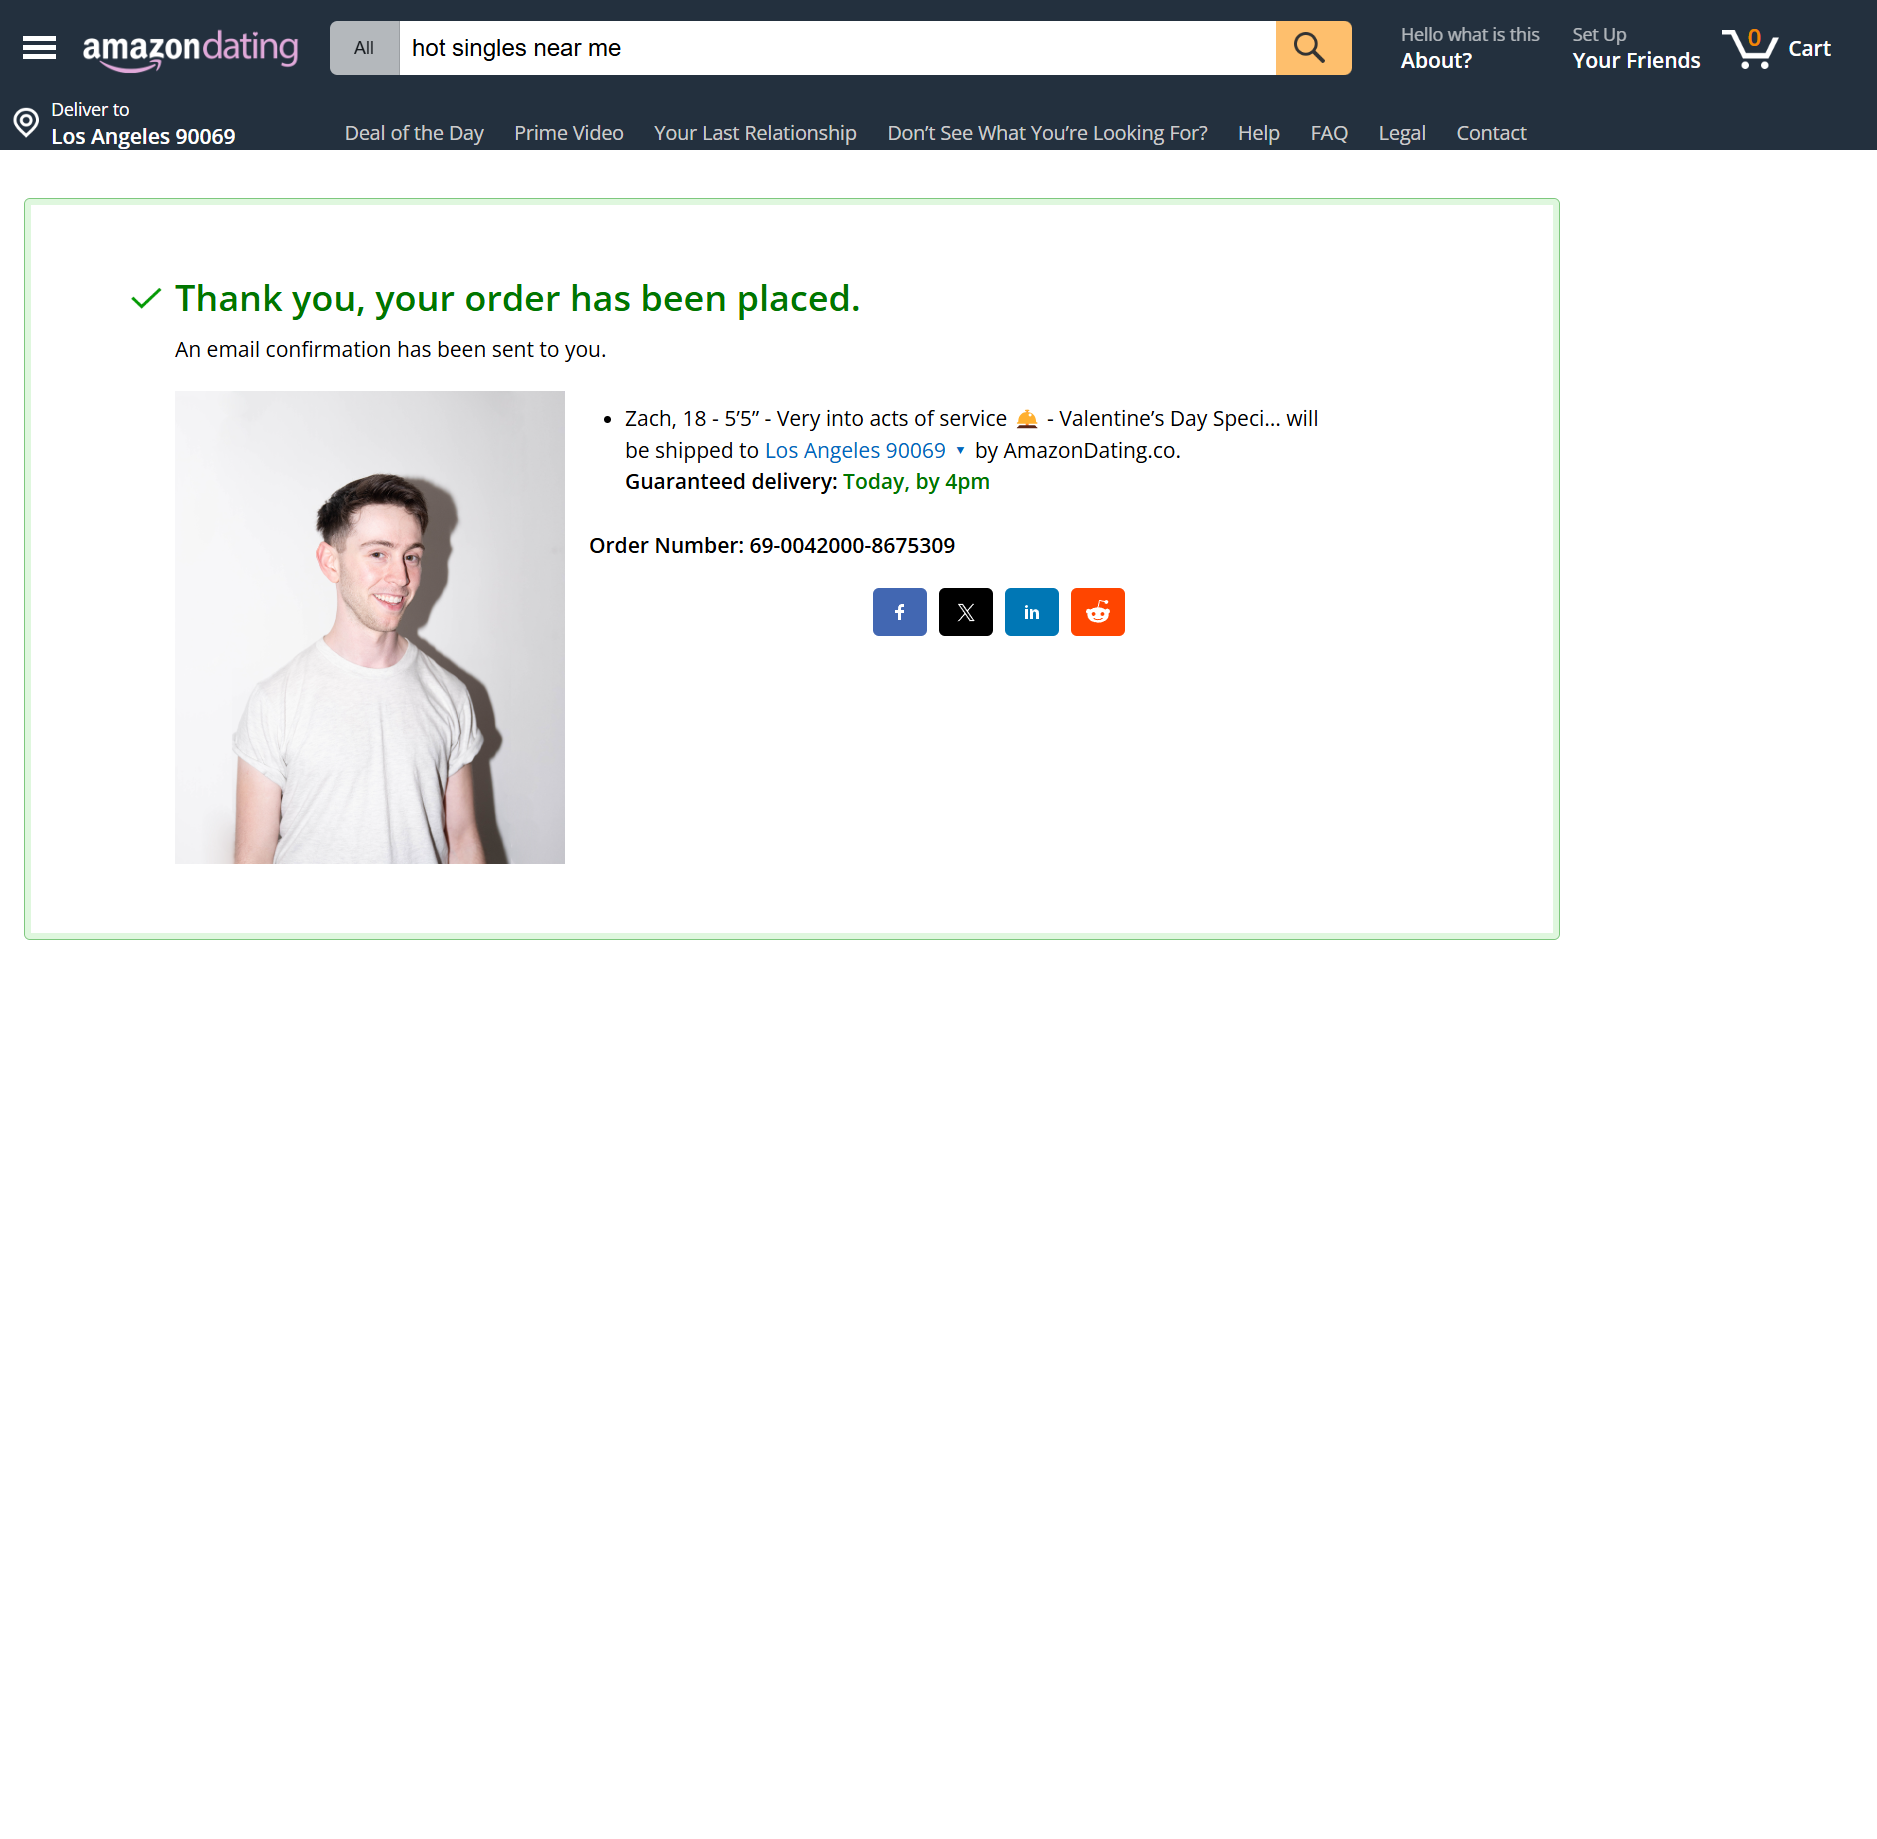 amazondating
All
hot singles near me
Hello what is this
About?
Set Up
Your Friends
0
Cart
Deliver to
Los Angeles 90069
Deal of the Day
Prime Video
Your Last Relationship
Don’t See What You’re Looking For?
Help
FAQ
Legal
Contact
Thank you, your order has been placed.
An email confirmation has been sent to you.
• Zach, 18 - 5’5” - Very into acts of service 🛎️ - Valentine’s Day Speci... will
be shipped to Los Angeles 90069 ▾ by AmazonDating.co.
Guaranteed delivery: Today, by 4pm
Order Number: 69-0042000-8675309
f
X
in